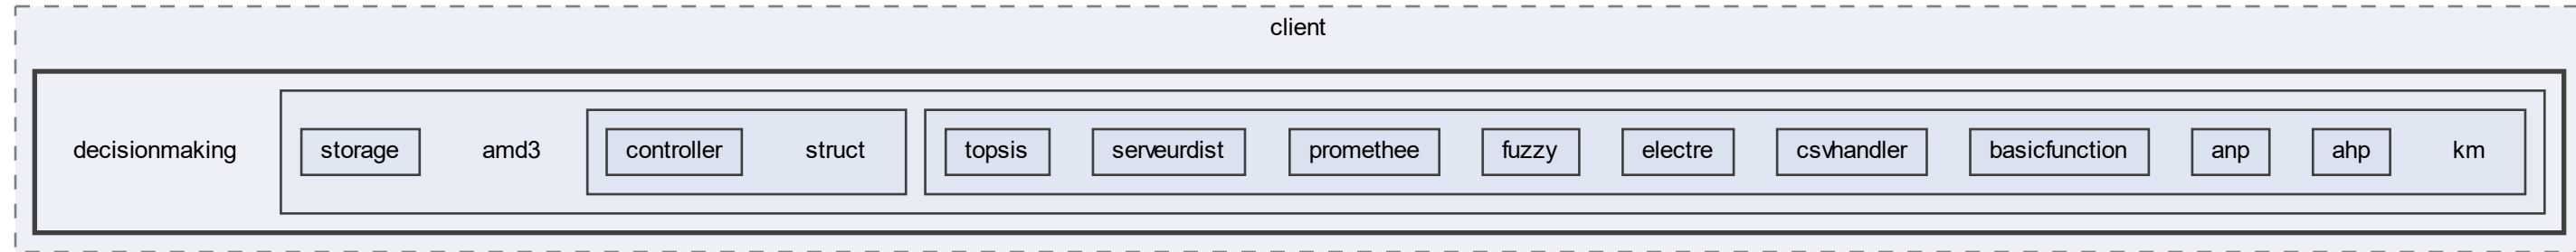 client
decisionmaking storage amd3 controller struct topsis serveurdist promethee fuzzy electre csvhandler basicfunction anp ahp km